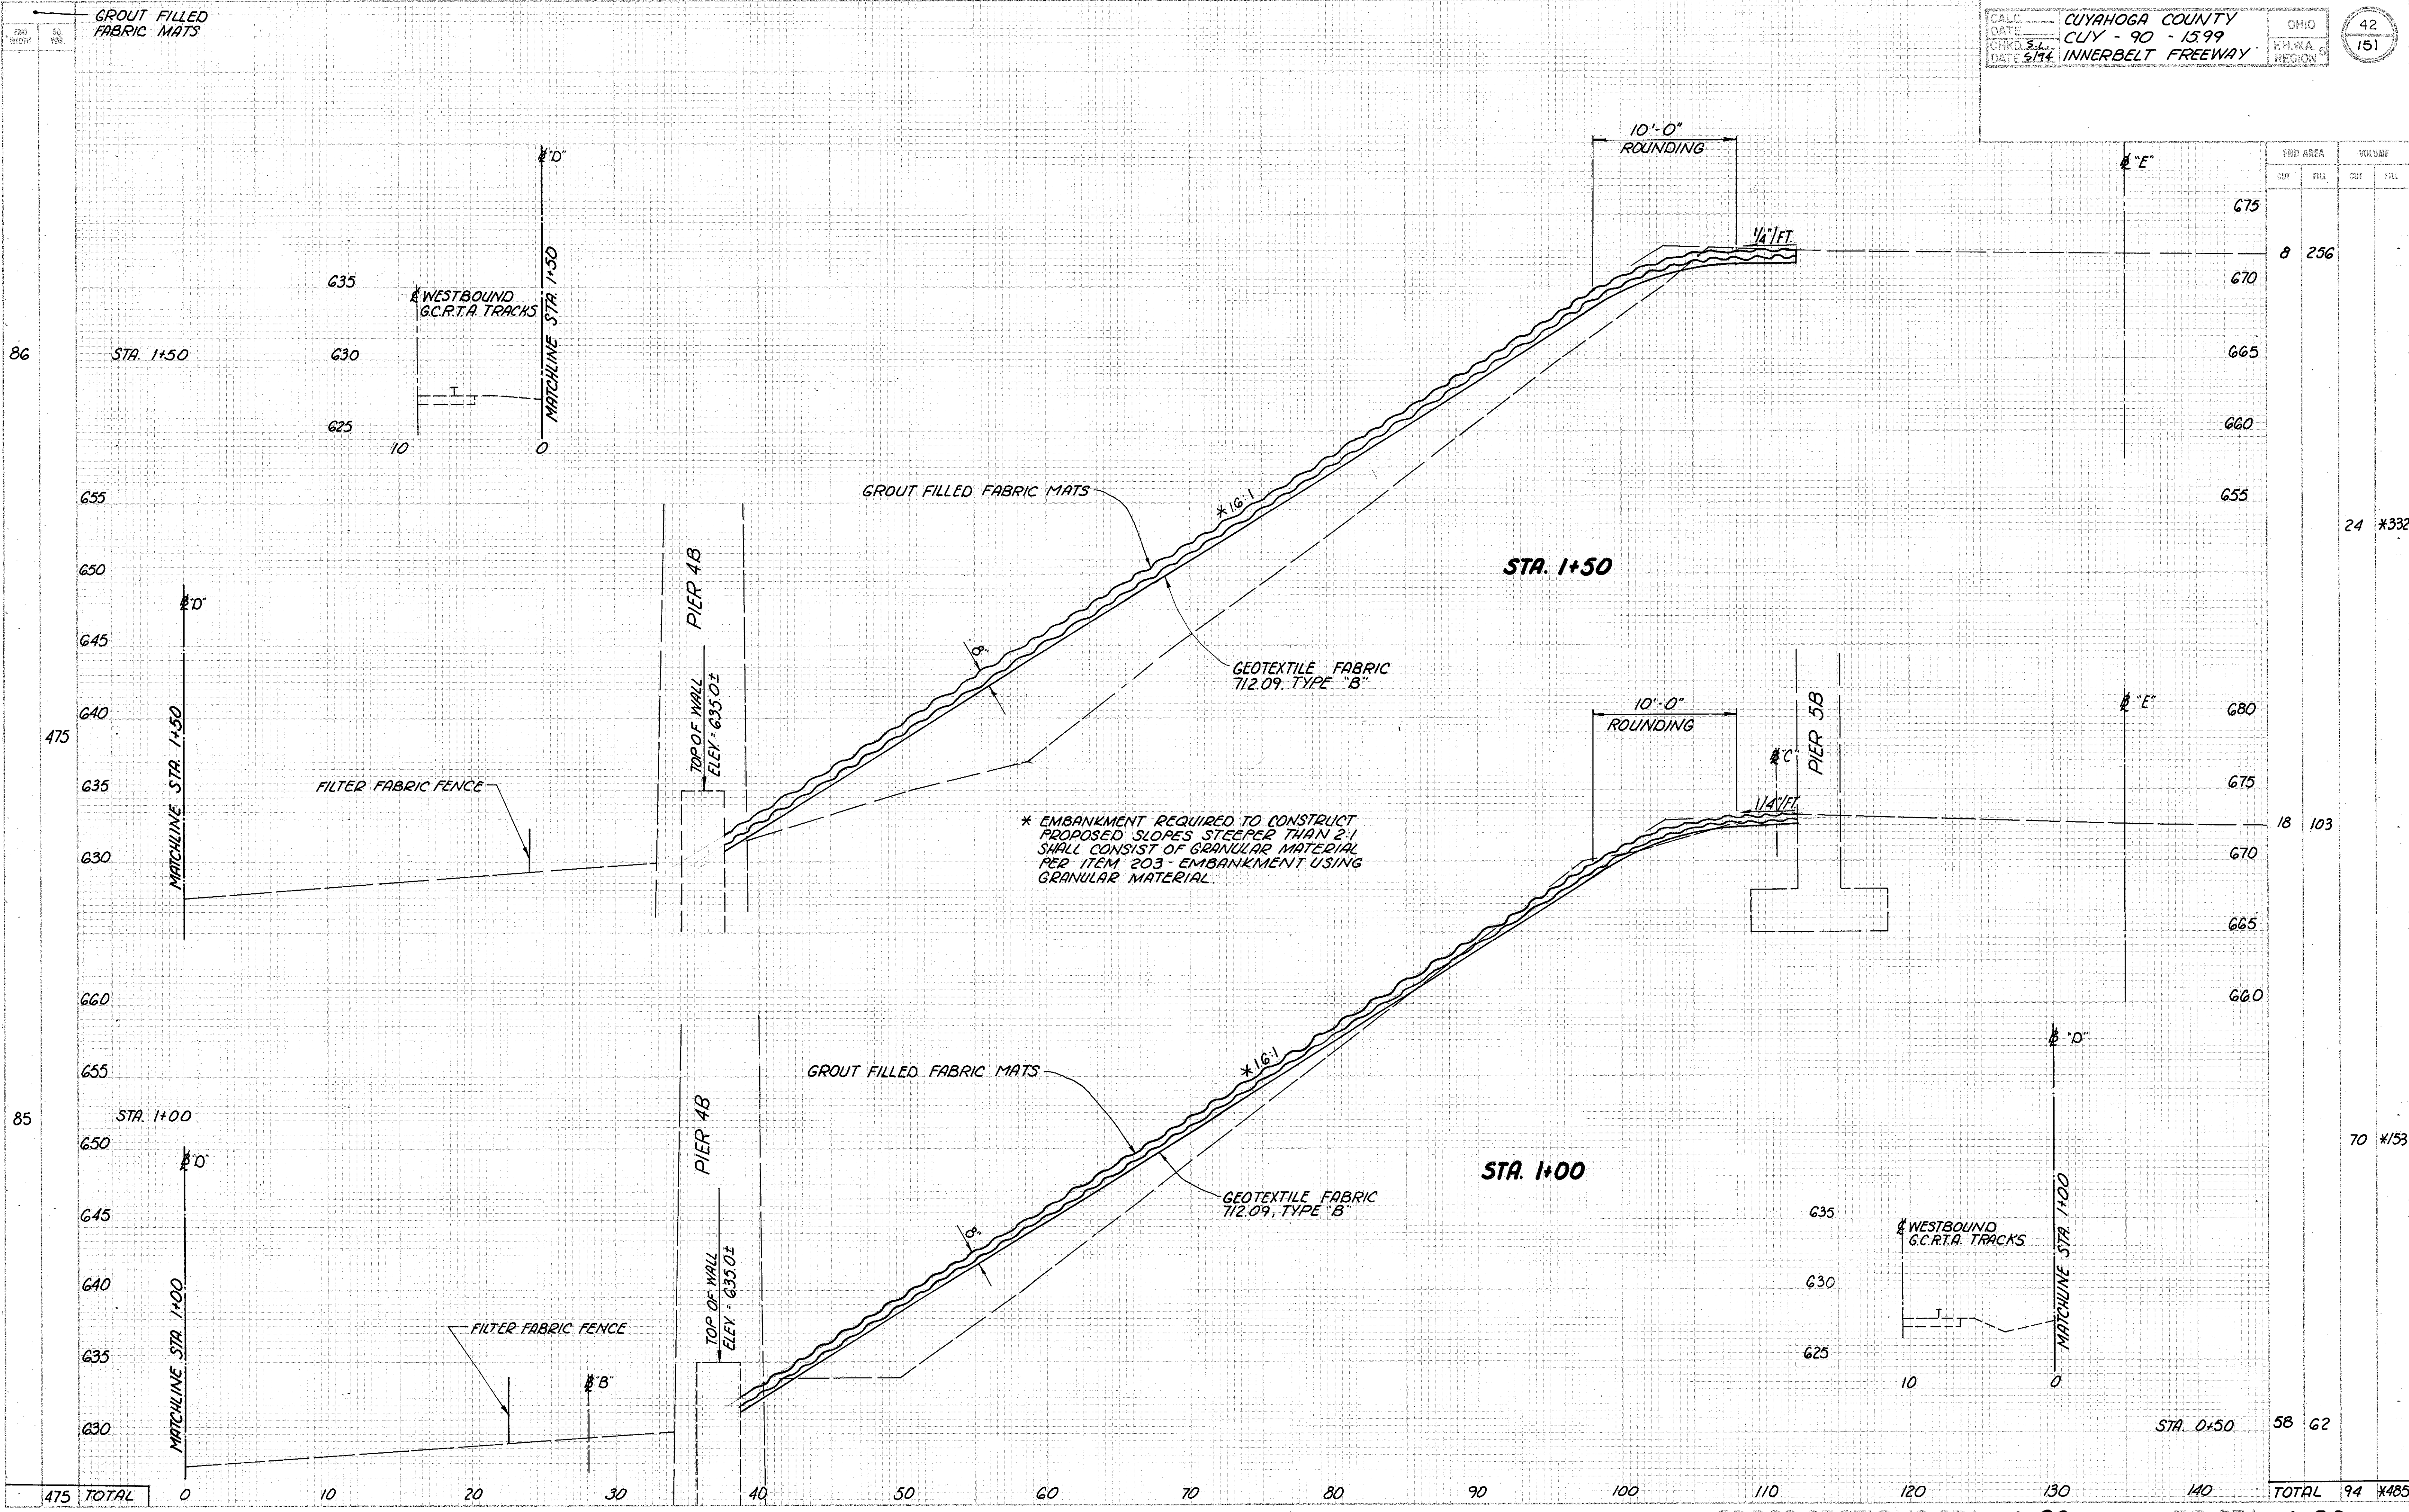 GROUT FILLED
FABRIC MATS
END WIDTH
SQ. YDS.
CALC.
DATE
CHKD. S.L.
DATE 5/94
CUYAHOGA COUNTY
CUY - 90 - 15.99
INNERBELT FREEWAY
OHIO
F.H.W.A. 5
REGION
42
151
END AREA
VOLUME
CUT
FILL
CUT
FILL
℄ "D"
MATCHLINE STA. 1+50
℄ WESTBOUND
G.C.R.T.A. TRACKS
635
630
625
10
0
T
86
STA. 1+50
10'-0"
ROUNDING
1/4"/FT.
℄ "E"
675
670
665
660
655
8
256
24
*332
GROUT FILLED FABRIC MATS
* 1.6:1
STA. 1+50
GEOTEXTILE FABRIC
712.09, TYPE "B"
8"
655
650
645
640
635
630
475
℄ "D"
MATCHLINE STA. 1+50
FILTER FABRIC FENCE
PIER 4B
TOP OF WALL
ELEV. = 635.0±
* EMBANKMENT REQUIRED TO CONSTRUCT
PROPOSED SLOPES STEEPER THAN 2:1
SHALL CONSIST OF GRANULAR MATERIAL
PER ITEM 203 - EMBANKMENT USING
GRANULAR MATERIAL.
10'-0"
ROUNDING
1/4"/FT.
℄ "C"
PIER 5B
℄ "E"
680
675
670
665
660
18
103
70
*153
660
655
650
645
640
635
630
85
STA. 1+00
℄ "D"
MATCHLINE STA. 1+00
FILTER FABRIC FENCE
℄ "B"
PIER 4B
TOP OF WALL
ELEV. = 635.0±
GROUT FILLED FABRIC MATS
* 1.6:1
STA. 1+00
GEOTEXTILE FABRIC
712.09, TYPE "B"
8"
℄ "D"
MATCHLINE STA. 1+00
℄ WESTBOUND
G.C.R.T.A. TRACKS
635
630
625
T
10
0
STA. 0+50
58
62
475 TOTAL
0 10 20 30 40 50 60 70 80 90 100 110 120 130 140
TOTAL 94 *485